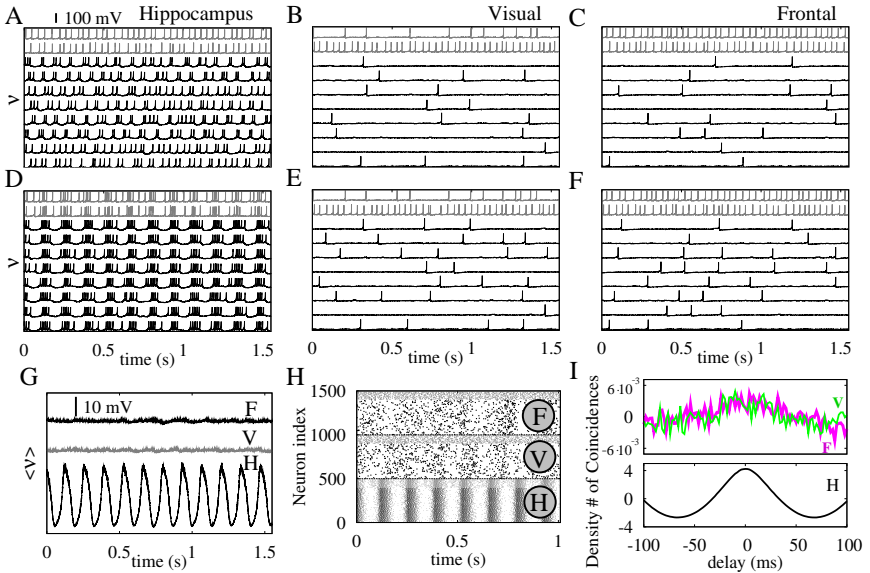 A 100 mV Hippocampus
B Visual
C Frontal
ν
D
E
F
ν
0 0.5 1 1.5
0 0.5 1 1.5
0 0.5 1 1.5
time (s)
time (s)
time (s)
G
10 mV
F
V
H
<ν>
0 0.5 1 1.5
time (s)
H
1500
1000
500
0
Neuron index
F
V
H
0 0.5 1
time (s)
I
6·10⁻³
0
-6·10⁻³
V
F
Density # of Coincidences
4
0
-4
H
-100 -50 0 50 100
delay (ms)